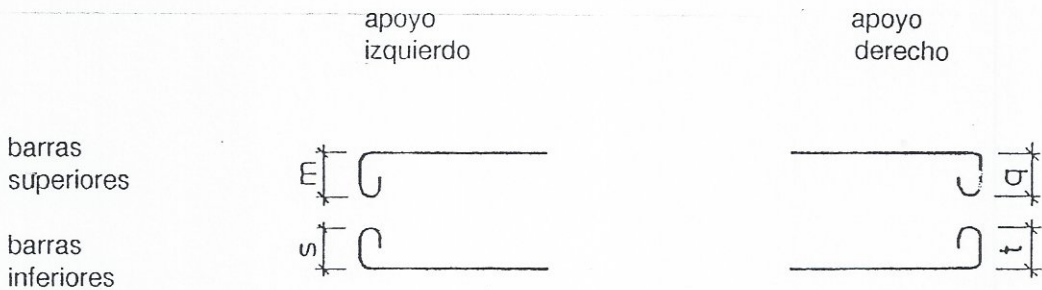 apoyo
izquierdo
apoyo
derecho
barras
superiores
m
q
barras
inferiores
s
t